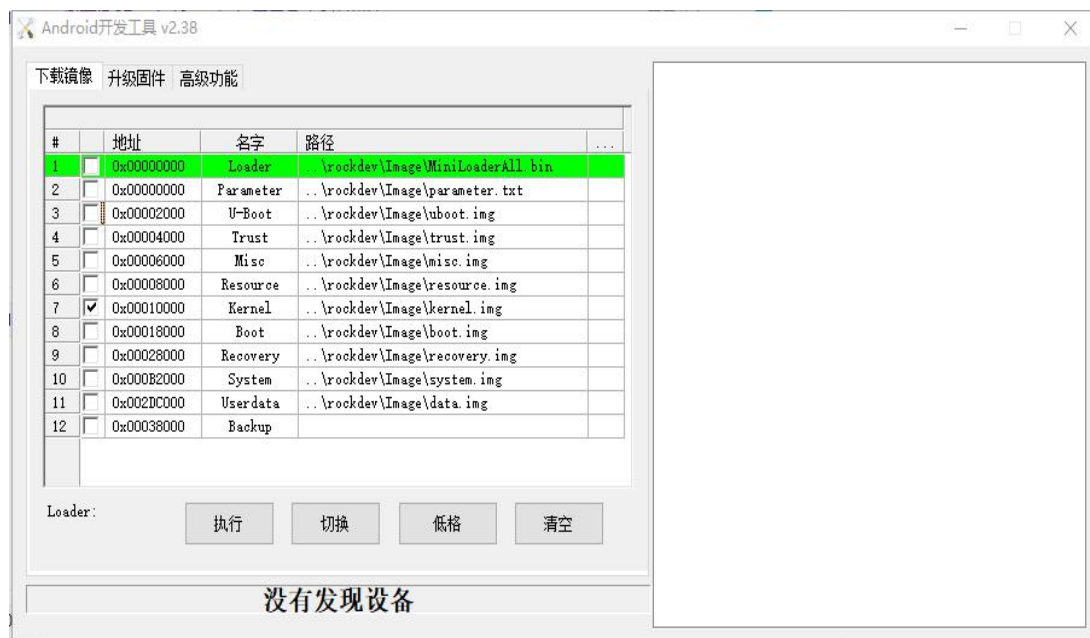 Android开发工具 v2.38
下载镜像 升级固件 高级功能
# 地址 名字 路径 ...
1 0x00000000 Loader ..\rockdev\Image\MiniLoaderAll.bin
2 0x00000000 Parameter ..\rockdev\Image\parameter.txt
3 0x00002000 U-Boot ..\rockdev\Image\uboot.img
4 0x00004000 Trust ..\rockdev\Image\trust.img
5 0x00006000 Misc ..\rockdev\Image\misc.img
6 0x00008000 Resource ..\rockdev\Image\resource.img
7 0x00010000 Kernel ..\rockdev\Image\kernel.img
8 0x00018000 Boot ..\rockdev\Image\boot.img
9 0x00028000 Recovery ..\rockdev\Image\recovery.img
10 0x000B2000 System ..\rockdev\Image\system.img
11 0x002DC000 Userdata ..\rockdev\Image\data.img
12 0x00038000 Backup
Loader: 执行 切换 低格 清空
没有发现设备